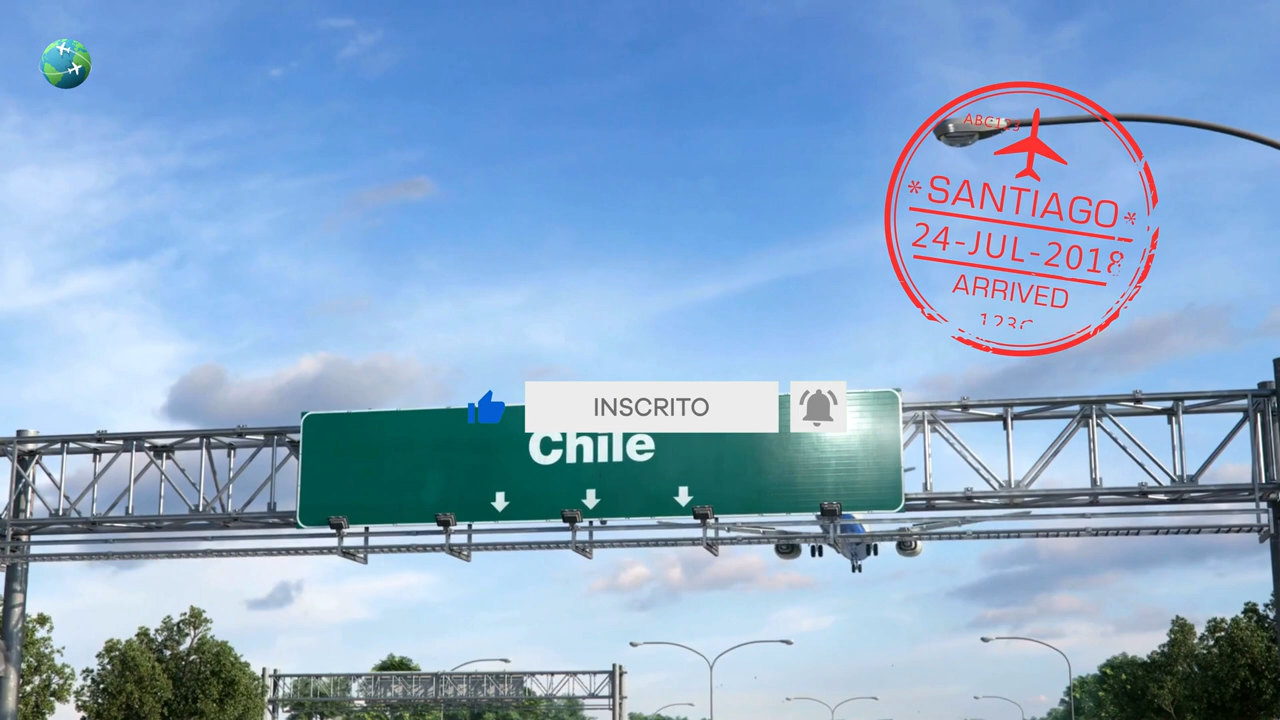 ABC123
*SANTIAGO*
24-JUL-2018
ARRIVED
INSCRITO
Chile